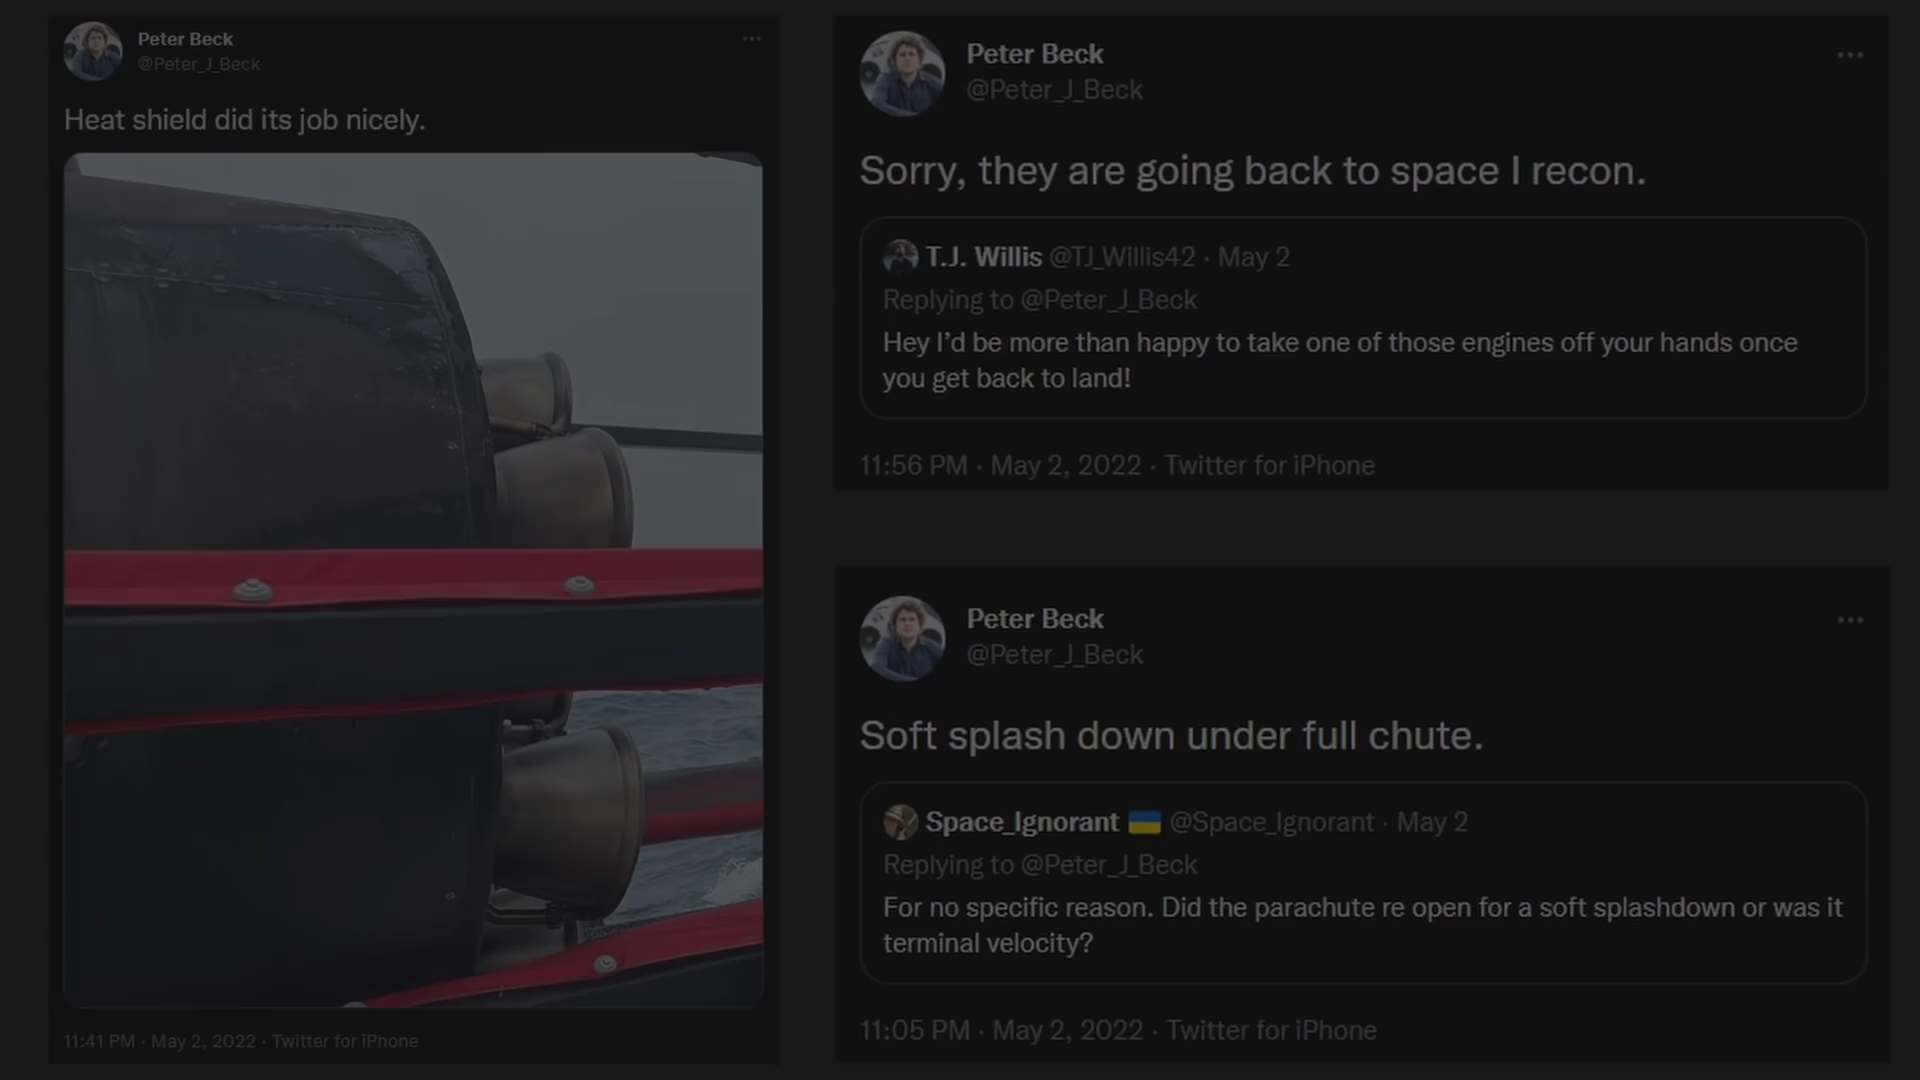 Peter Beck
@Peter_J_Beck
Heat shield did its job nicely.
11:41 PM · May 2, 2022 · Twitter for iPhone
Peter Beck
@Peter_J_Beck
Sorry, they are going back to space I recon.
T.J. Willis @TJ_Willis42 · May 2
Replying to @Peter_J_Beck
Hey I’d be more than happy to take one of those engines off your hands once
you get back to land!
11:56 PM · May 2, 2022 · Twitter for iPhone
Peter Beck
@Peter_J_Beck
Soft splash down under full chute.
Space_Ignorant 🇺🇦 @Space_Ignorant · May 2
Replying to @Peter_J_Beck
For no specific reason. Did the parachute re open for a soft splashdown or was it
terminal velocity?
11:05 PM · May 2, 2022 · Twitter for iPhone